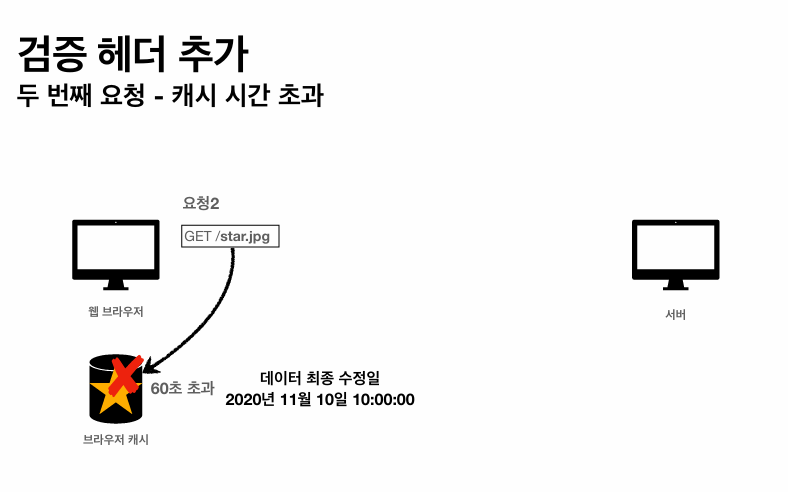 검증 헤더 추가
두 번째 요청 - 캐시 시간 초과
요청2
GET /star.jpg
웹 브라우저
서버
60초 초과
데이터 최종 수정일
2020년 11월 10일 10:00:00
브라우저 캐시